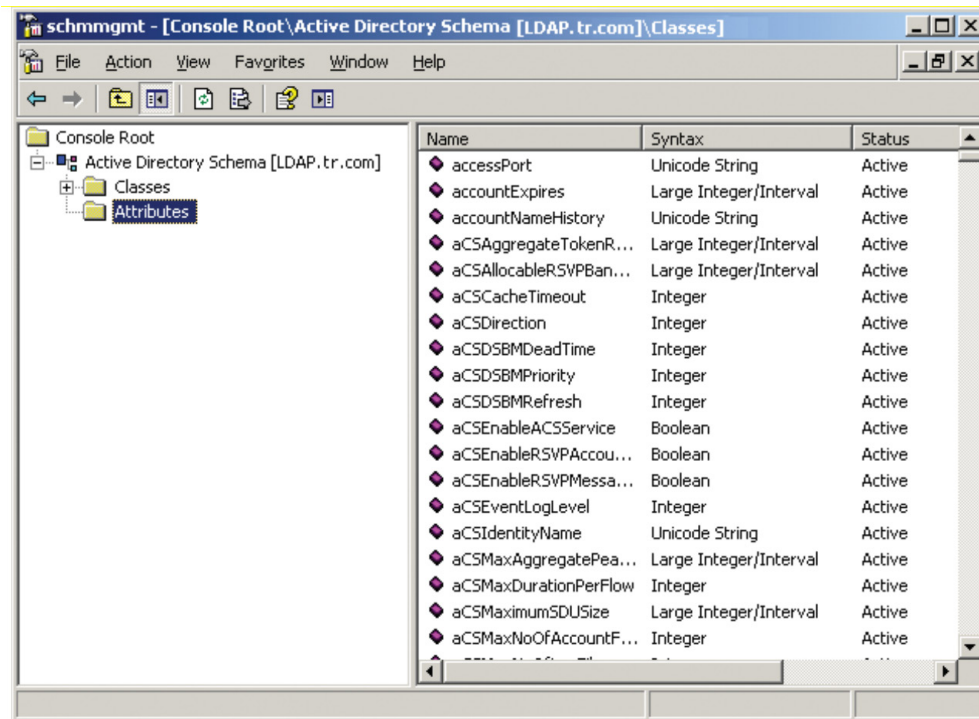 schmmgmt - [Console Root\Active Directory Schema [LDAP.tr.com]\Classes]
File Action View Favorites Window Help
Console Root
Active Directory Schema [LDAP.tr.com]
Classes
Attributes
Name Syntax Status
accessPort Unicode String Active
accountExpires Large Integer/Interval Active
accountNameHistory Unicode String Active
aCSAggregateTokenR... Large Integer/Interval Active
aCSAllocableRSVPBan... Large Integer/Interval Active
aCSCacheTimeout Integer Active
aCSDirection Integer Active
aCSDSBMDeadTime Integer Active
aCSDSBMPriority Integer Active
aCSDSBMRefresh Integer Active
aCSEnableACSService Boolean Active
aCSEnableRSVPAccou... Boolean Active
aCSEnableRSVPMessa... Boolean Active
aCSEventLogLevel Integer Active
aCSIdentityName Unicode String Active
aCSMaxAggregatePea... Large Integer/Interval Active
aCSMaxDurationPerFlow Integer Active
aCSMaximumSDUSize Large Integer/Interval Active
aCSMaxNoOfAccountF... Integer Active